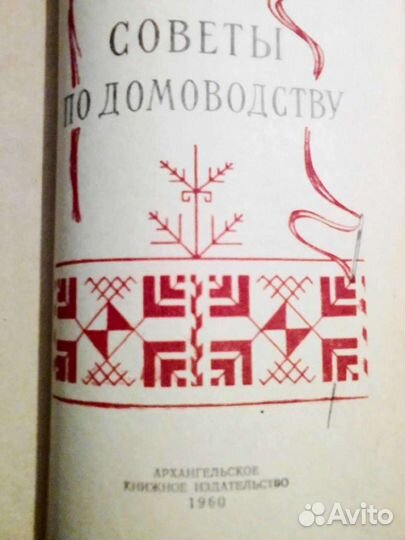 СОВЕТЫ
ПО ДОМОВОДСТВУ
АРХАНГЕЛЬСКОЕ
КНИЖНОЕ ИЗДАТЕЛЬСТВО
1960
Avito